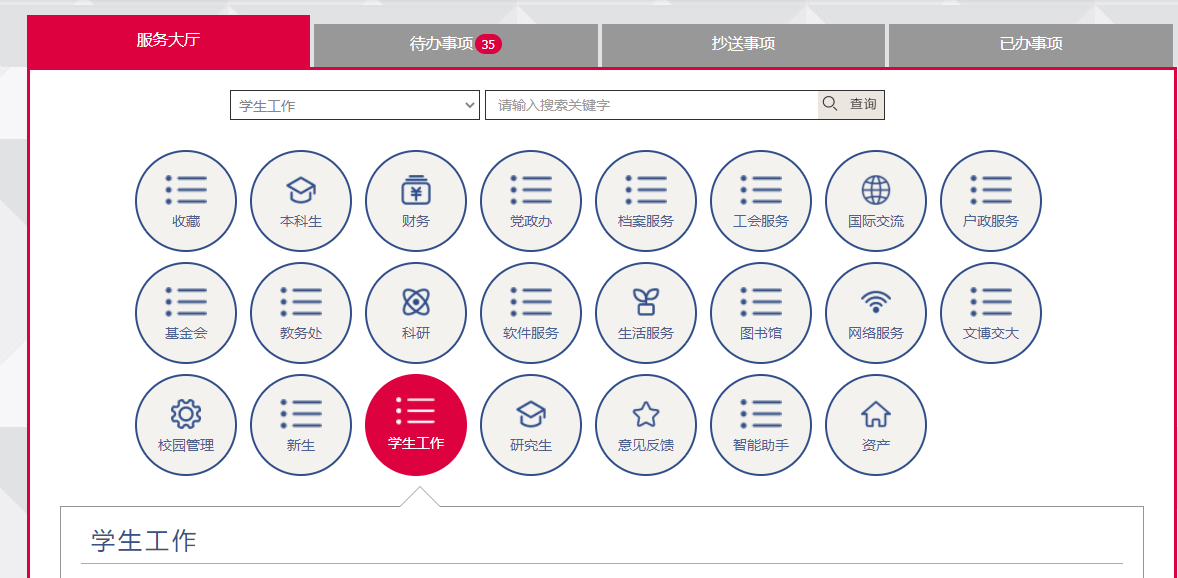 服务大厅 待办事项 35 抄送事项 已办事项
学生工作 请输入搜索关键字 查询
收藏 本科生 财务 党政办 档案服务 工会服务 国际交流 户政服务
基金会 教务处 科研 软件服务 生活服务 图书馆 网络服务 文博交大
校园管理 新生 学生工作 研究生 意见反馈 智能助手 资产
学生工作